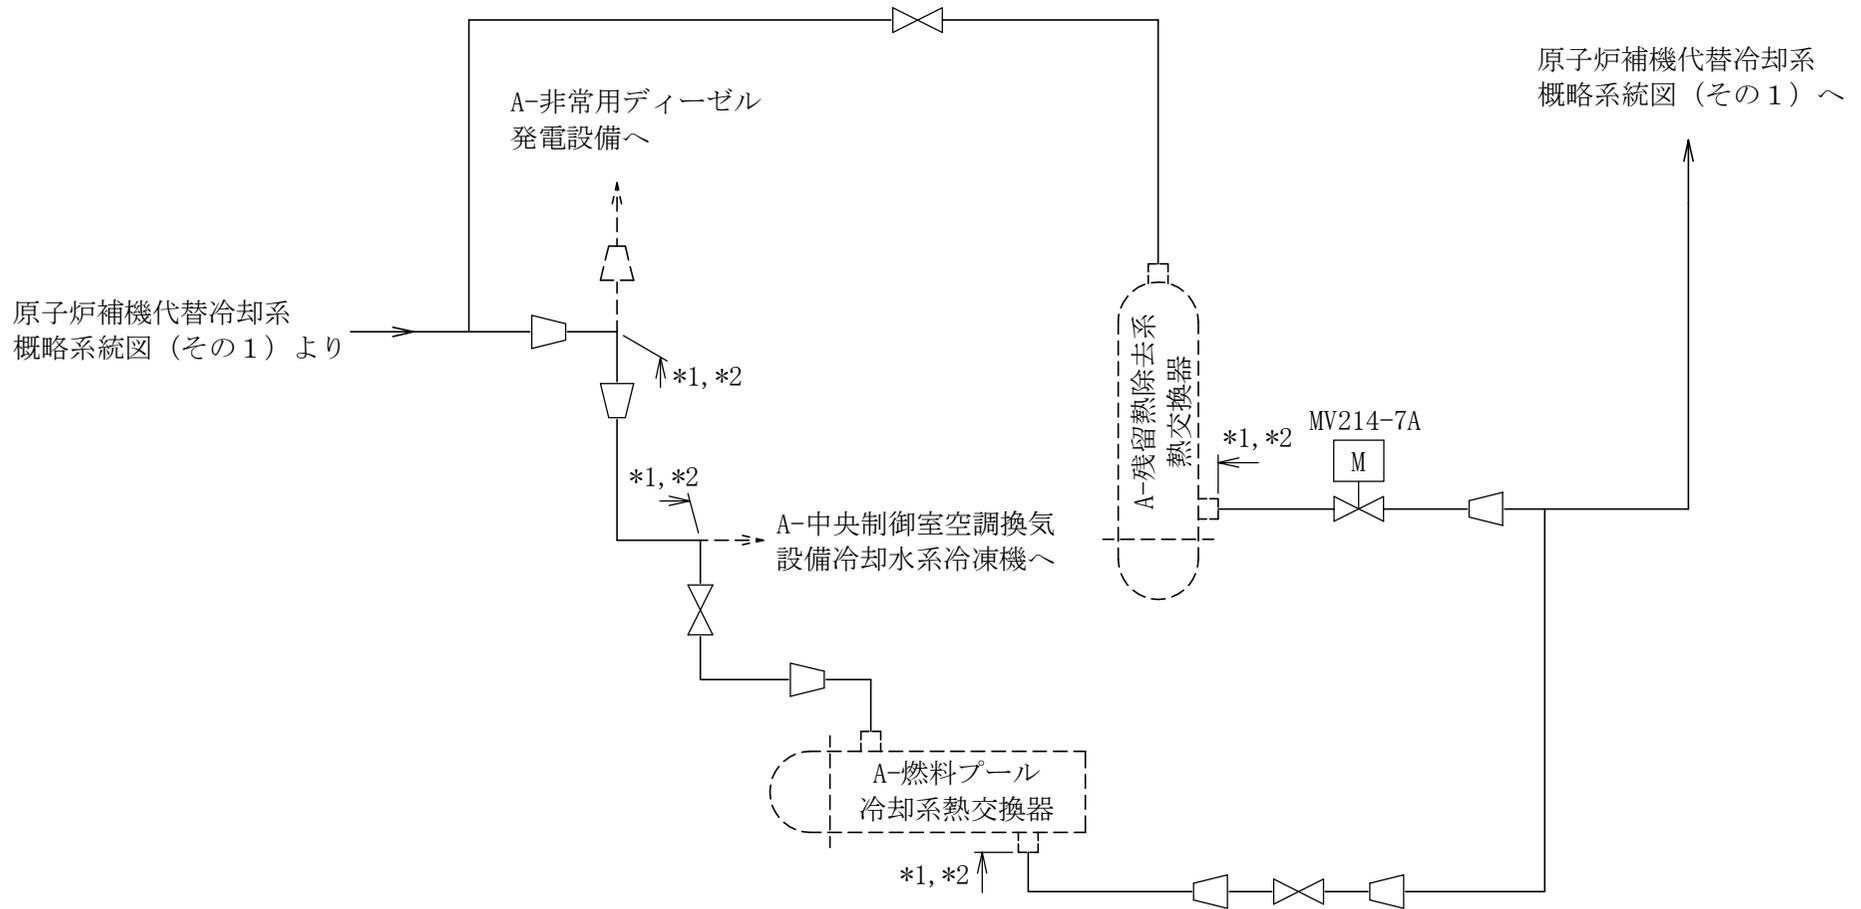 原子炉補機代替冷却系
概略系統図（その１）へ
A-非常用ディーゼル
発電設備へ
原子炉補機代替冷却系
概略系統図（その１）より
*1,*2
A-残留熱除去系
熱交換器
MV214-7A
*1,*2
M
*1,*2
A-中央制御室空調換気
設備冷却水系冷凍機へ
A-燃料プール
冷却系熱交換器
*1,*2